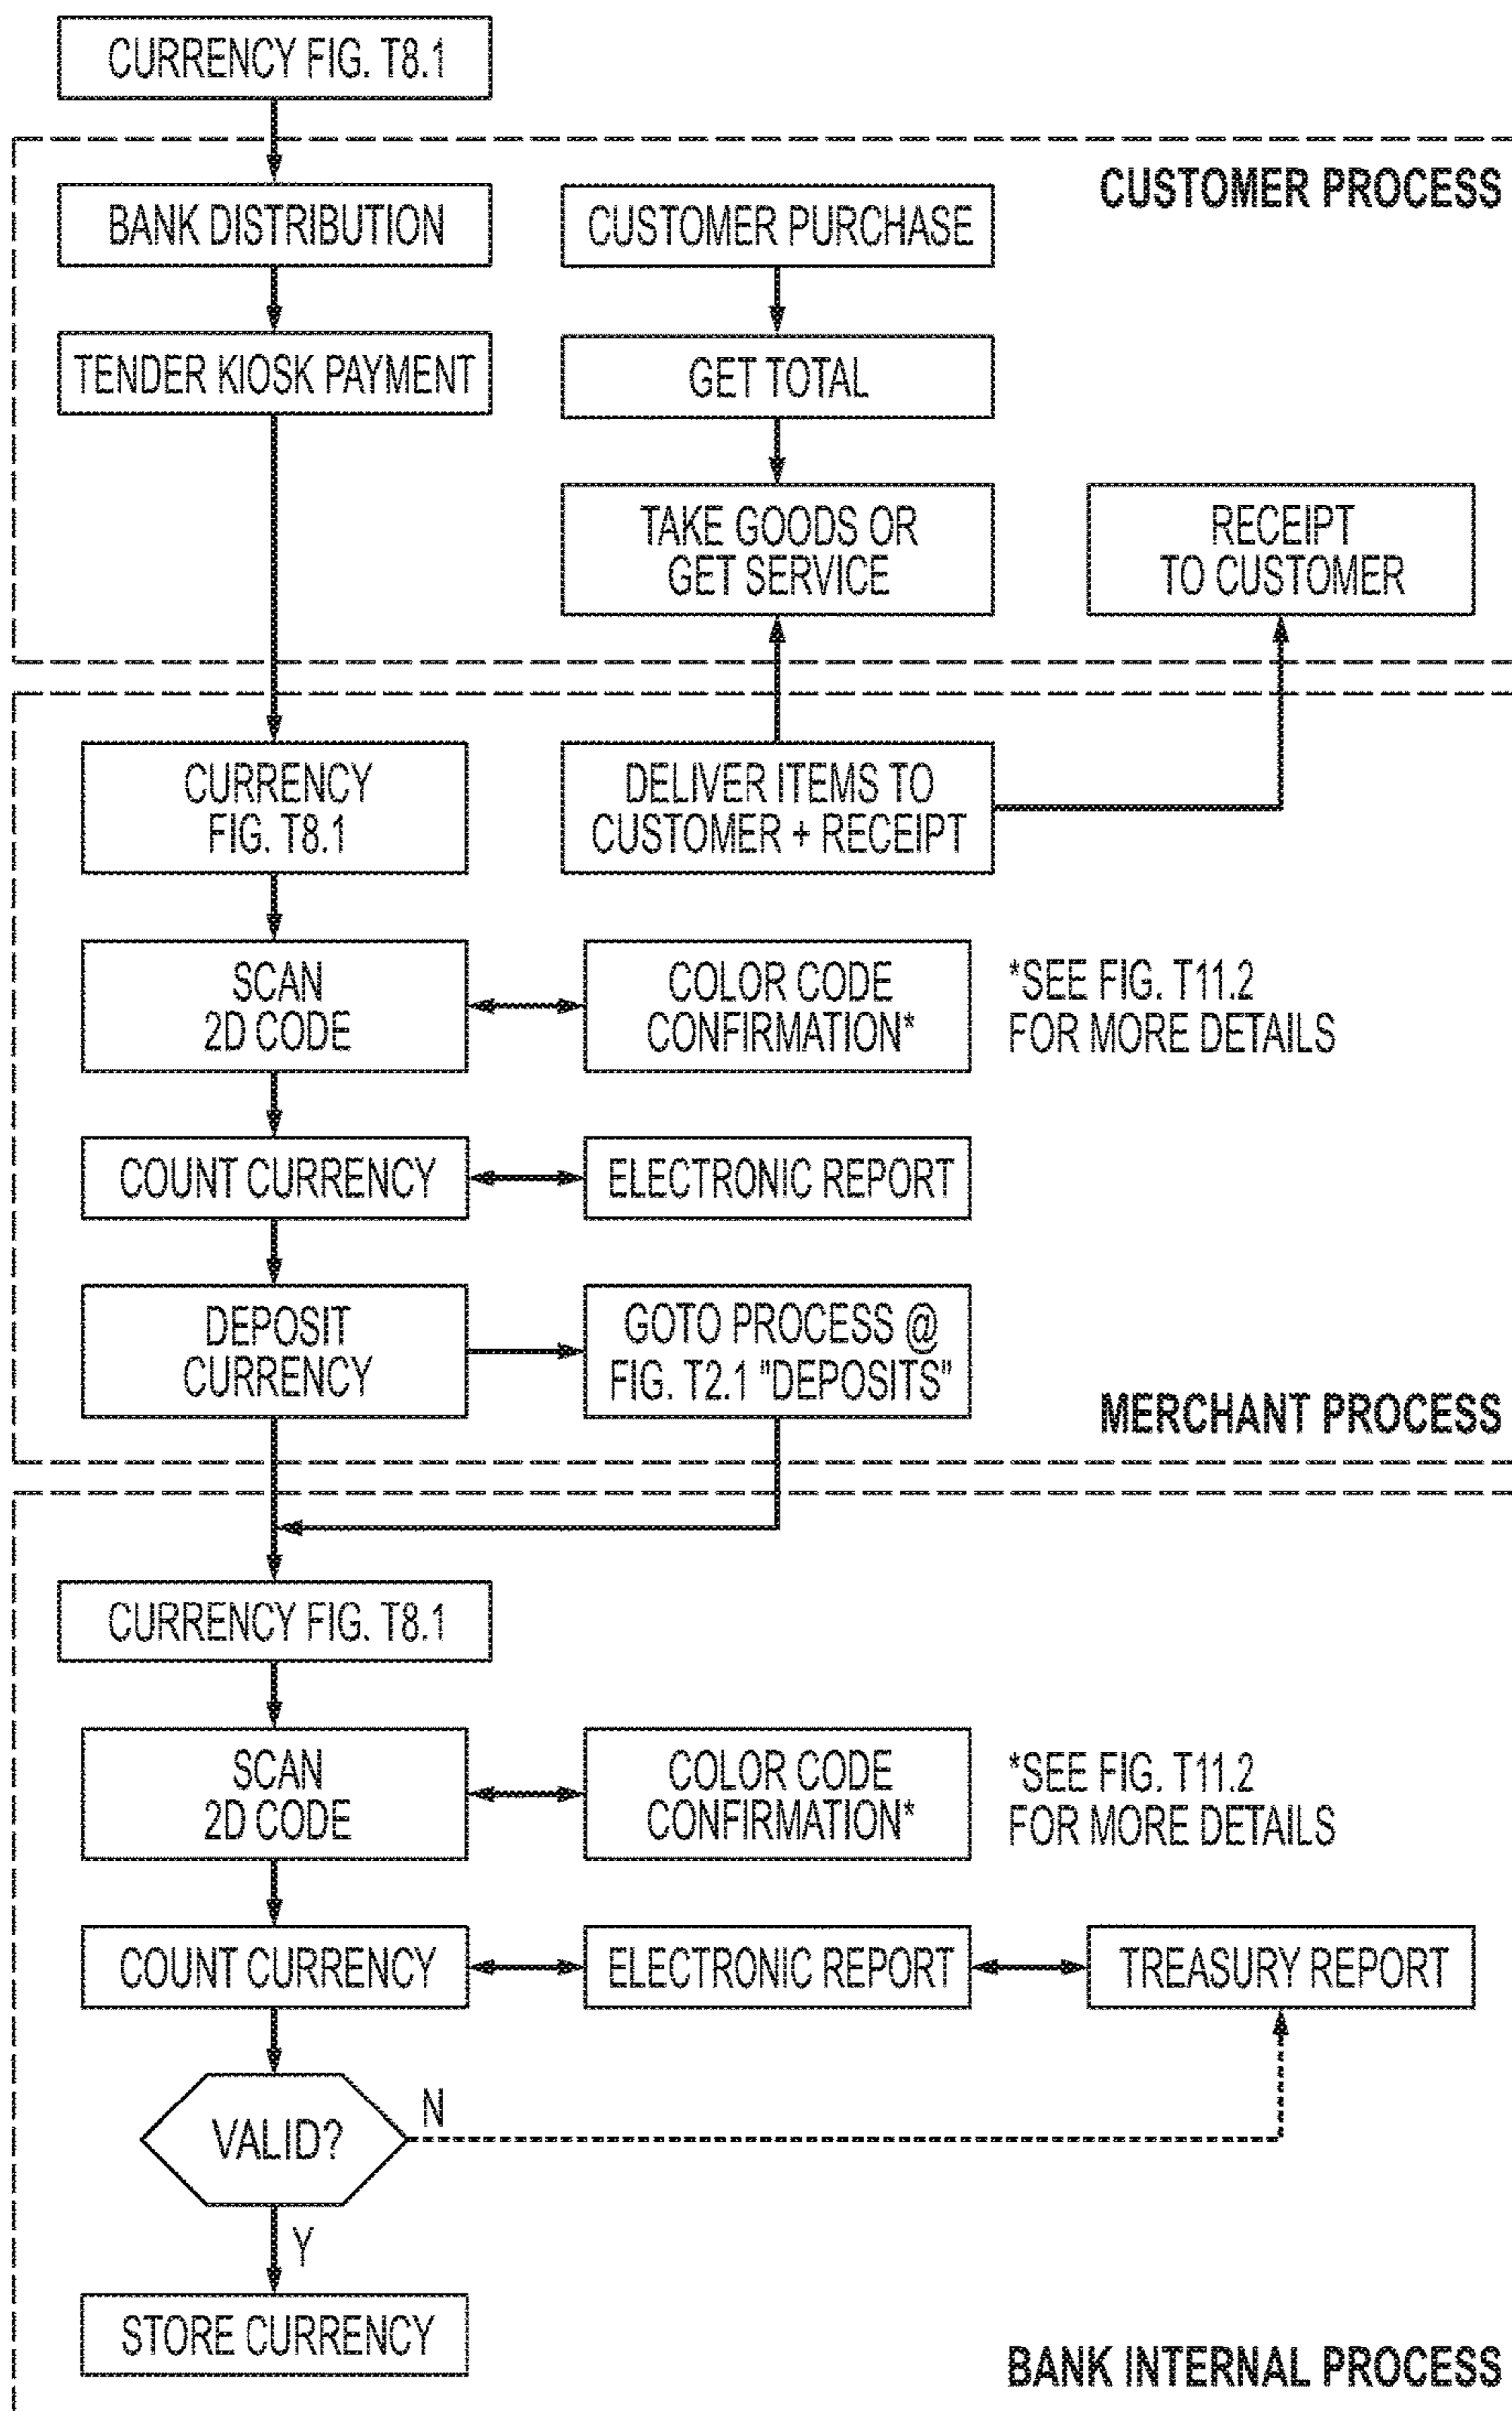 CURRENCY FIG. T8.1
CUSTOMER PROCESS
BANK DISTRIBUTION
CUSTOMER PURCHASE
TENDER KIOSK PAYMENT
GET TOTAL
TAKE GOODS OR
GET SERVICE
RECEIPT
TO CUSTOMER
CURRENCY
FIG. T8.1
DELIVER ITEMS TO
CUSTOMER + RECEIPT
SCAN
2D CODE
COLOR CODE
CONFIRMATION*
*SEE FIG. T11.2
FOR MORE DETAILS
COUNT CURRENCY
ELECTRONIC REPORT
DEPOSIT
CURRENCY
GOTO PROCESS @
FIG. T2.1 "DEPOSITS"
MERCHANT PROCESS
CURRENCY FIG. T8.1
SCAN
2D CODE
COLOR CODE
CONFIRMATION*
*SEE FIG. T11.2
FOR MORE DETAILS
COUNT CURRENCY
ELECTRONIC REPORT
TREASURY REPORT
VALID?
N
Y
STORE CURRENCY
BANK INTERNAL PROCESS